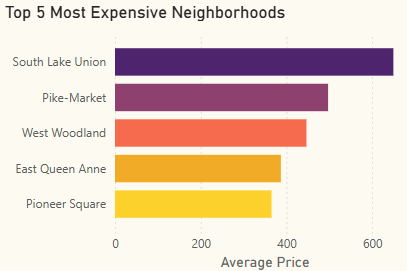 Top 5 Most Expensive Neighborhoods
South Lake Union
Pike-Market
West Woodland
East Queen Anne
Pioneer Square
0 200 400 600
Average Price